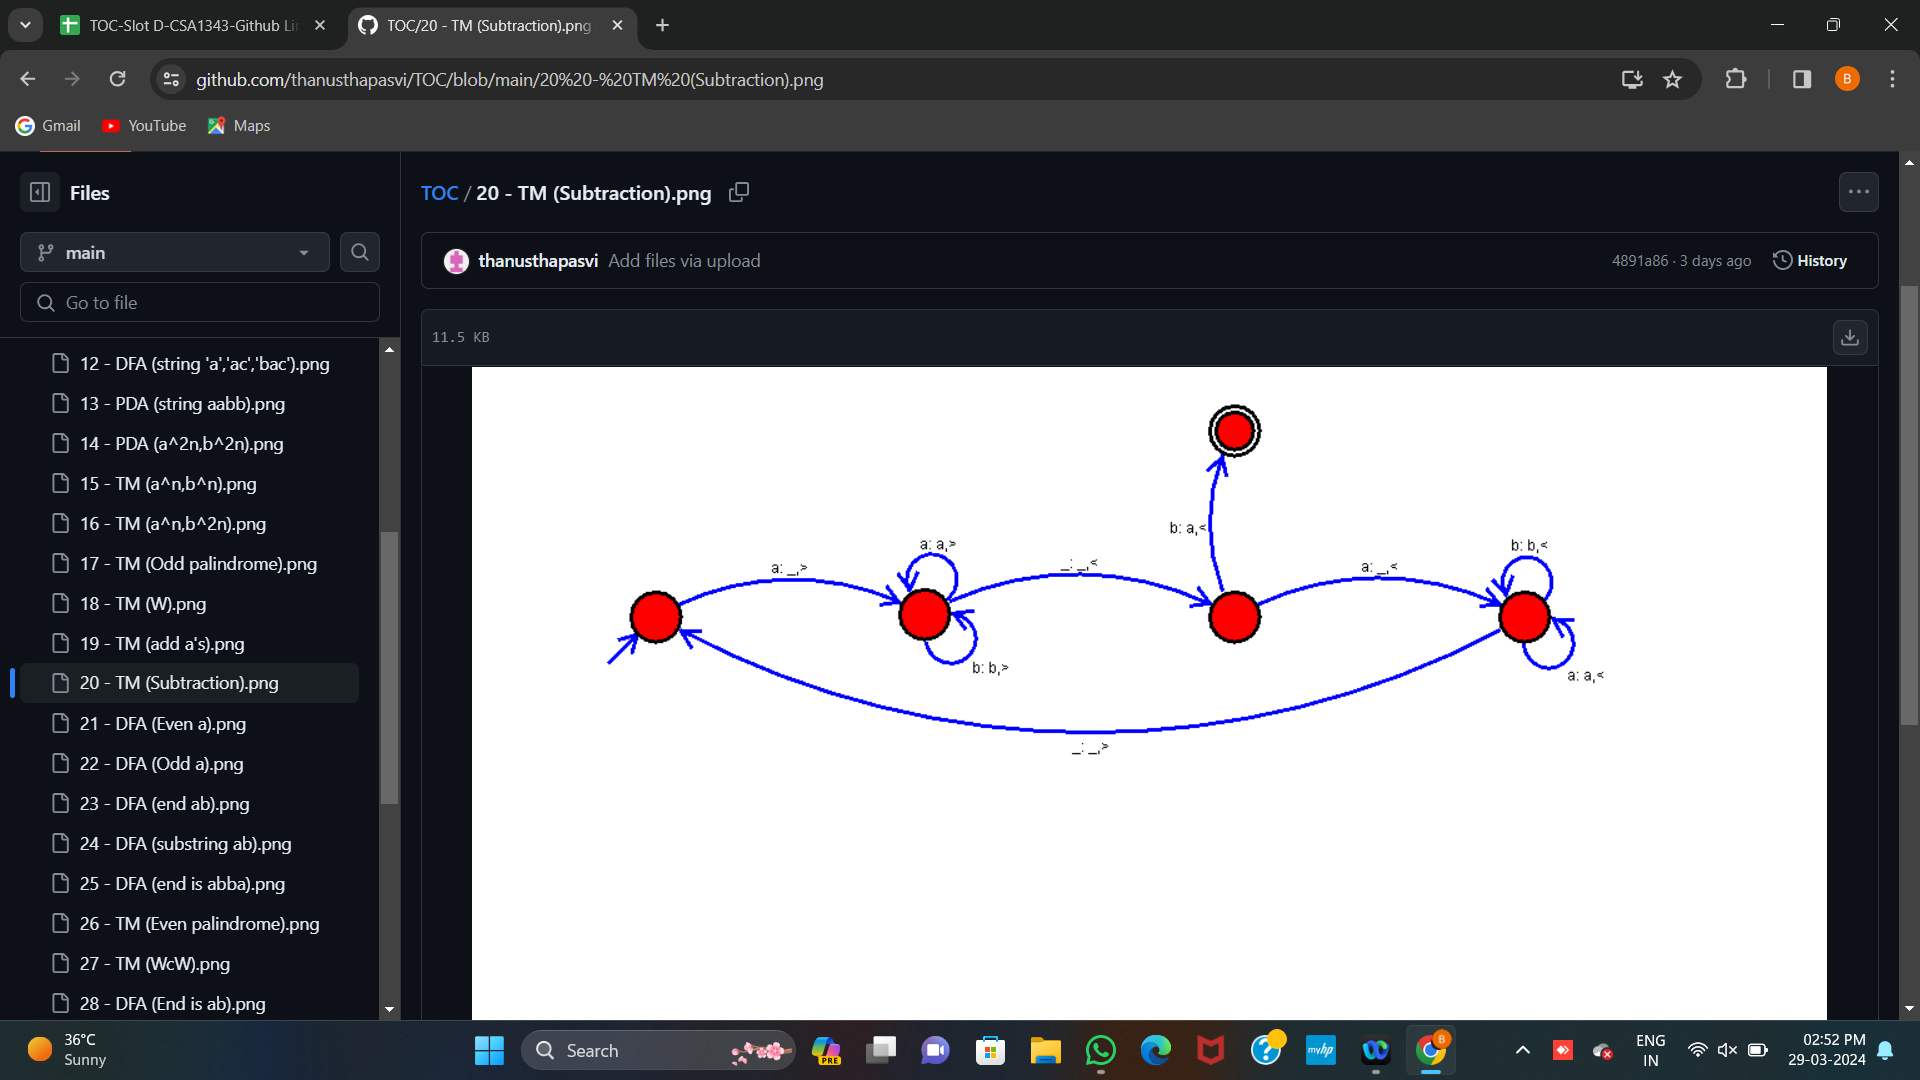 TOC-Slot D-CSA1343-Github Li
TOC/20 - TM (Subtraction).png
github.com/thanusthapasvi/TOC/blob/main/20%20-%20TM%20(Subtraction).png
Gmail
YouTube
Maps
Files
TOC / 20 - TM (Subtraction).png
main
thanusthapasvi Add files via upload
4891a86 · 3 days ago
History
Go to file
11.5 KB
12 - DFA (string 'a','ac','bac').png
13 - PDA (string aabb).png
14 - PDA (a^2n,b^2n).png
15 - TM (a^n,b^n).png
16 - TM (a^n,b^2n).png
17 - TM (Odd palindrome).png
18 - TM (W).png
19 - TM (add a's).png
20 - TM (Subtraction).png
21 - DFA (Even a).png
22 - DFA (Odd a).png
23 - DFA (end ab).png
24 - DFA (substring ab).png
25 - DFA (end is abba).png
26 - TM (Even palindrome).png
27 - TM (WcW).png
28 - DFA (End is ab).png
b: a,<
a: a,>
b: b,<
a: _,>
_: _,<
a: _,<
b: b,>
a: a,<
_: _,>
36°C
Sunny
Search
PRE
myhp
B
ENG
IN
02:52 PM
29-03-2024